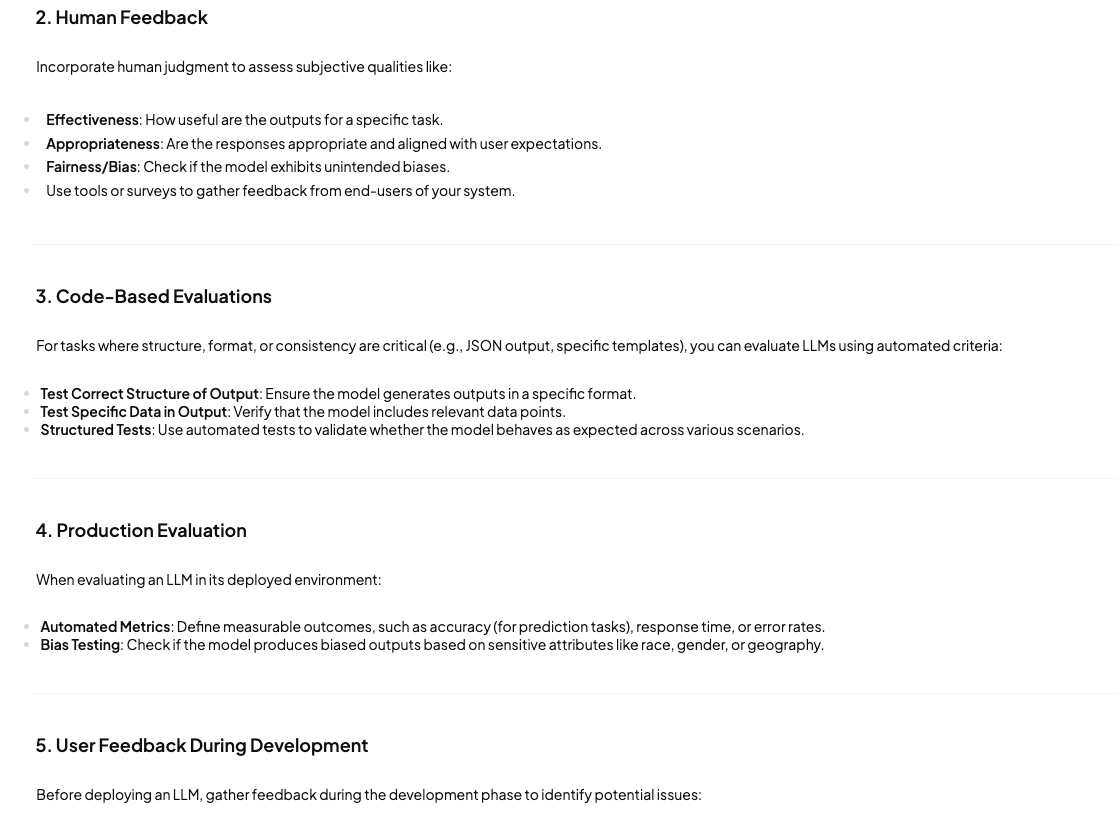 2. Human Feedback
Incorporate human judgment to assess subjective qualities like:
Effectiveness: How useful are the outputs for a specific task.
Appropriateness: Are the responses appropriate and aligned with user expectations.
Fairness/Bias: Check if the model exhibits unintended biases.
Use tools or surveys to gather feedback from end-users of your system.
3. Code-Based Evaluations
For tasks where structure, format, or consistency are critical (e.g., JSON output, specific templates), you can evaluate LLMs using automated criteria:
Test Correct Structure of Output: Ensure the model generates outputs in a specific format.
Test Specific Data in Output: Verify that the model includes relevant data points.
Structured Tests: Use automated tests to validate whether the model behaves as expected across various scenarios.
4. Production Evaluation
When evaluating an LLM in its deployed environment:
Automated Metrics: Define measurable outcomes, such as accuracy (for prediction tasks), response time, or error rates.
Bias Testing: Check if the model produces biased outputs based on sensitive attributes like race, gender, or geography.
5. User Feedback During Development
Before deploying an LLM, gather feedback during the development phase to identify potential issues: